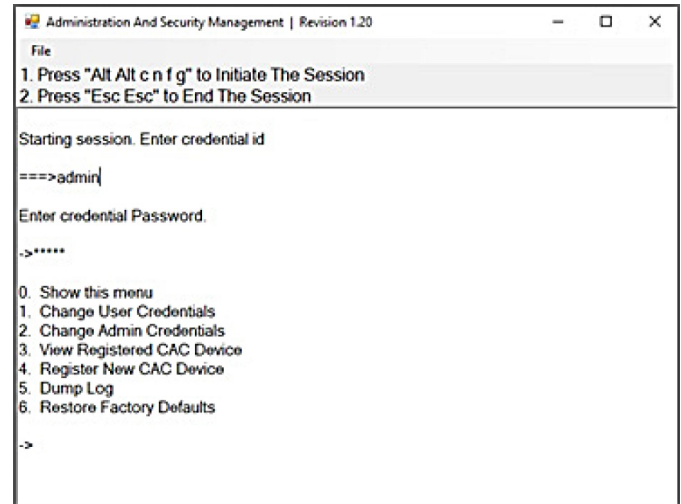 Administration And Security Management | Revision 1.20
File
1. Press "Alt Alt c n f g" to Initiate The Session
2. Press "Esc Esc" to End The Session
Starting session. Enter credential id
===>admin
Enter credential Password.
->*****
0. Show this menu
1. Change User Credentials
2. Change Admin Credentials
3. View Registered CAC Device
4. Register New CAC Device
5. Dump Log
6. Restore Factory Defaults
->